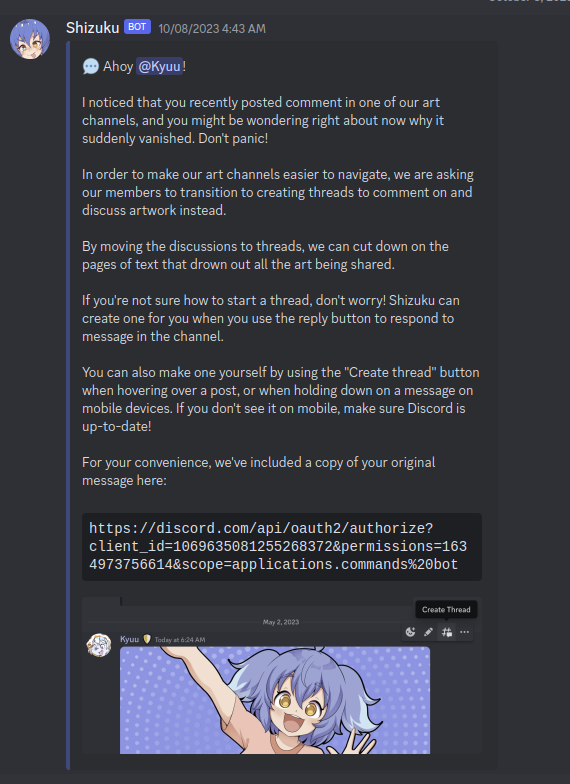 Shizuku BOT 10/08/2023 4:43 AM
Ahoy @Kyuu!
I noticed that you recently posted comment in one of our art
channels, and you might be wondering right about now why it
suddenly vanished. Don't panic!
In order to make our art channels easier to navigate, we are asking
our members to transition to creating threads to comment on and
discuss artwork instead.
By moving the discussions to threads, we can cut down on the
pages of text that drown out all the art being shared.
If you're not sure how to start a thread, don't worry! Shizuku can
create one for you when you use the reply button to respond to
message in the channel.
You can also make one yourself by using the "Create thread" button
when hovering over a post, or when holding down on a message on
mobile devices. If you don't see it on mobile, make sure Discord is
up-to-date!
For your convenience, we've included a copy of your original
message here:
https://discord.com/api/oauth2/authorize?
client_id=1069635081255268372&permissions=163
4973756614&scope=applications.commands%20bot
Create Thread
May 2, 2023
Kyuu Today at 6:24 AM